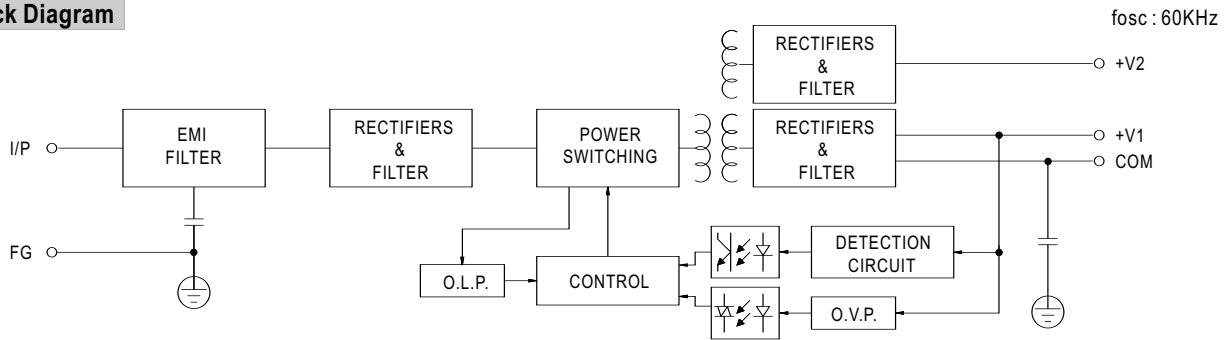 ck Diagram
fosc : 60KHz
RECTIFIERS
&
FILTER
+V2
I/P
EMI
FILTER
RECTIFIERS
&
FILTER
POWER
SWITCHING
RECTIFIERS
&
FILTER
+V1
COM
FG
O.L.P.
CONTROL
DETECTION
CIRCUIT
O.V.P.